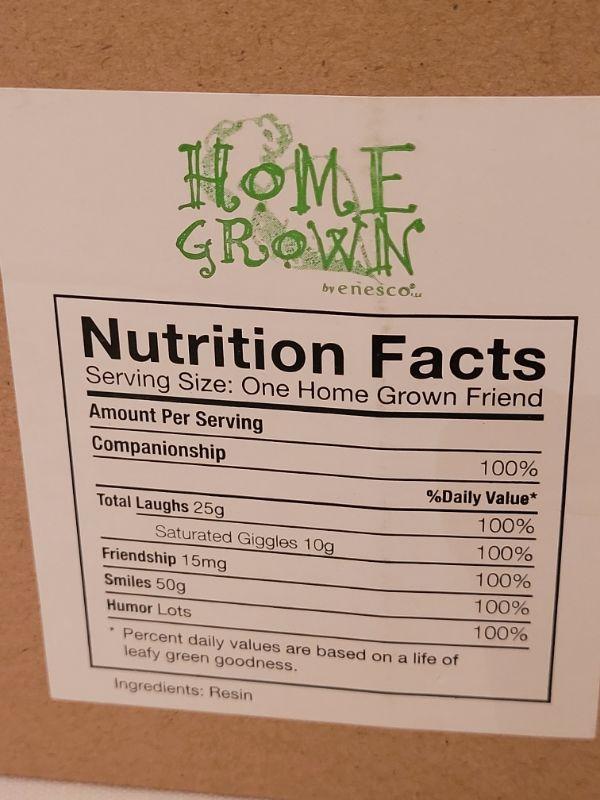 HOME
GROWN
by enesco
Nutrition Facts
Serving Size: One Home Grown Friend
Amount Per Serving
Companionship 100%
%Daily Value*
Total Laughs 25g 100%
Saturated Giggles 10g 100%
Friendship 15mg 100%
Smiles 50g 100%
Humor Lots 100%
* Percent daily values are based on a life of
leafy green goodness.
Ingredients: Resin